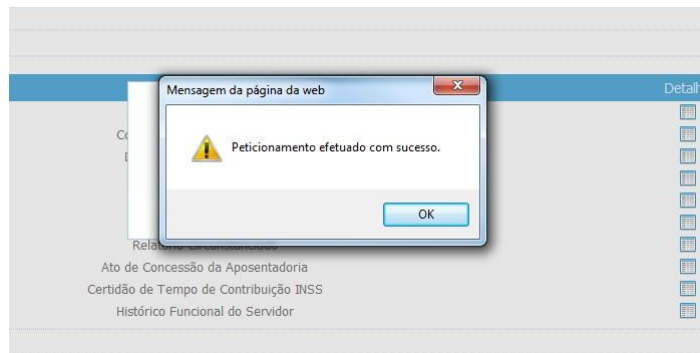 Detalh
Mensagem da página da web
Peticionamento efetuado com sucesso.
OK
Ato de Concessão da Aposentadoria
Certidão de Tempo de Contribuição INSS
Histórico Funcional do Servidor